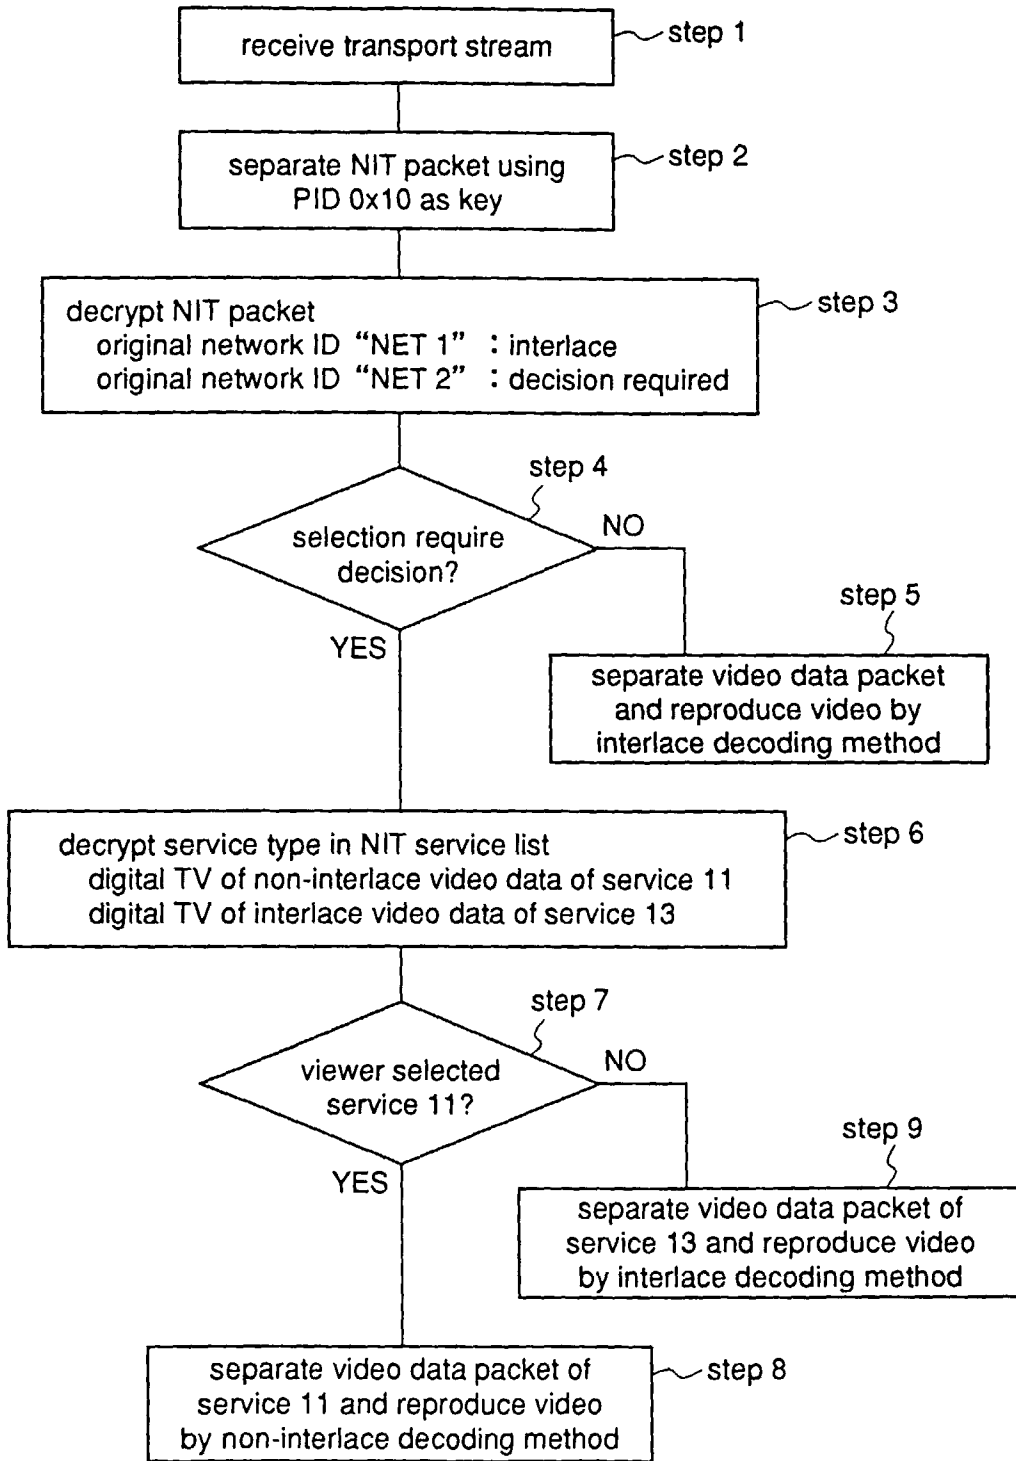 receive transport stream
step 1
separate NIT packet using
PID 0x10 as key
step 2
decrypt NIT packet
original network ID “NET 1” : interlace
original network ID “NET 2” : decision required
step 3
step 4
selection require
decision?
NO
YES
step 5
separate video data packet
and reproduce video by
interlace decoding method
decrypt service type in NIT service list
digital TV of non-interlace video data of service 11
digital TV of interlace video data of service 13
step 6
step 7
viewer selected
service 11?
NO
YES
step 9
separate video data packet of
service 13 and reproduce video
by interlace decoding method
separate video data packet of
service 11 and reproduce video
by non-interlace decoding method
step 8